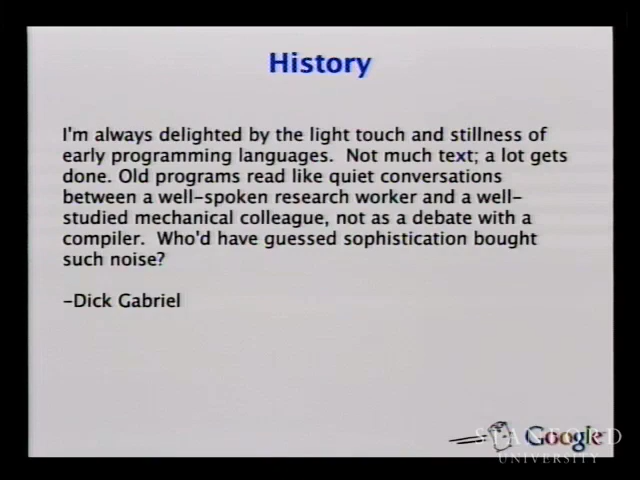 History
I'm always delighted by the light touch and stillness of
early programming languages.  Not much text; a lot gets
done. Old programs read like quiet conversations
between a well-spoken research worker and a well-
studied mechanical colleague, not as a debate with a
compiler.  Who'd have guessed sophistication bought
such noise?
-Dick Gabriel
Google
STANFORD
UNIVERSITY